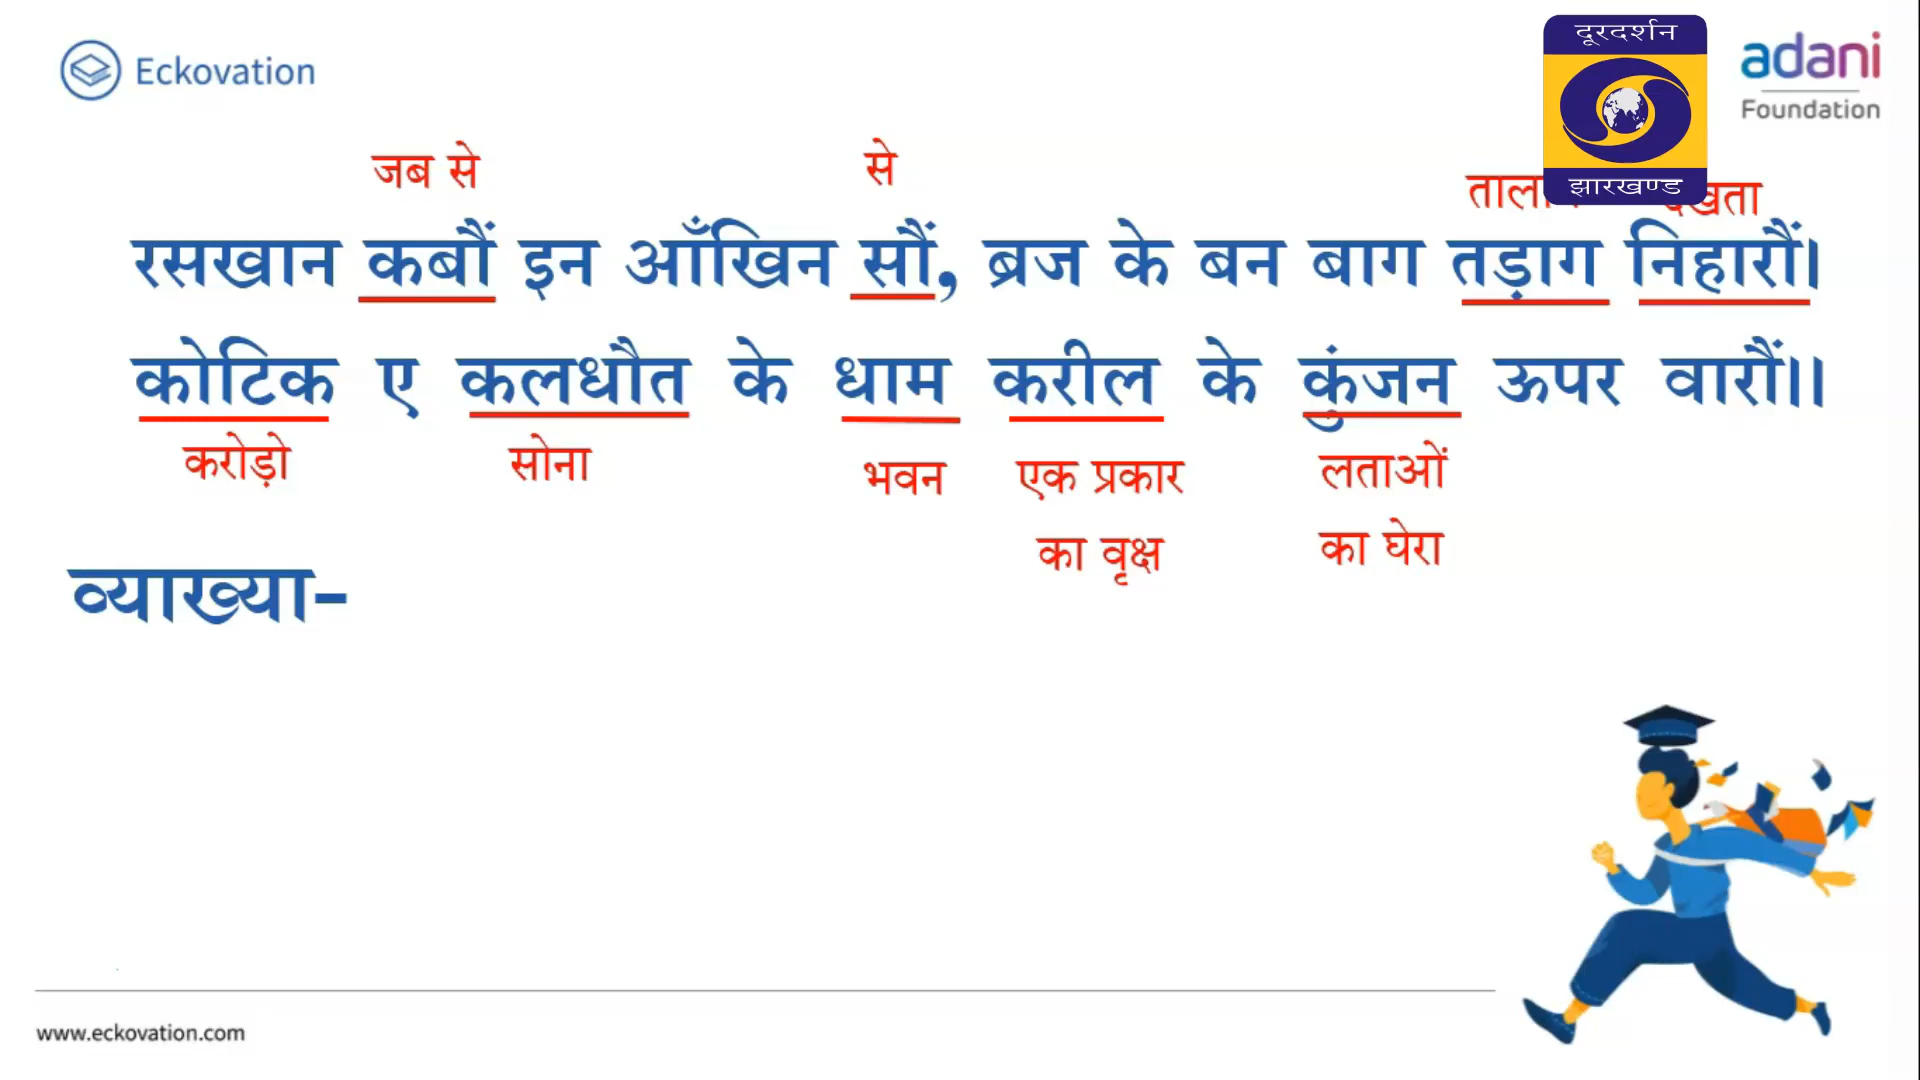 Eckovation
दूरदर्शन
झारखण्ड
adani
Foundation
जब से से
रसखान कबौं इन आँखिन सौं, ब्रज के बन बाग तड़ाग निहारौं।
कोटिक ए कलधौत के धाम करील के कुंजन ऊपर वारौं।।
करोड़ो सोना भवन एक प्रकार लताओं
का वृक्ष का घेरा
व्याख्या-
www.eckovation.com